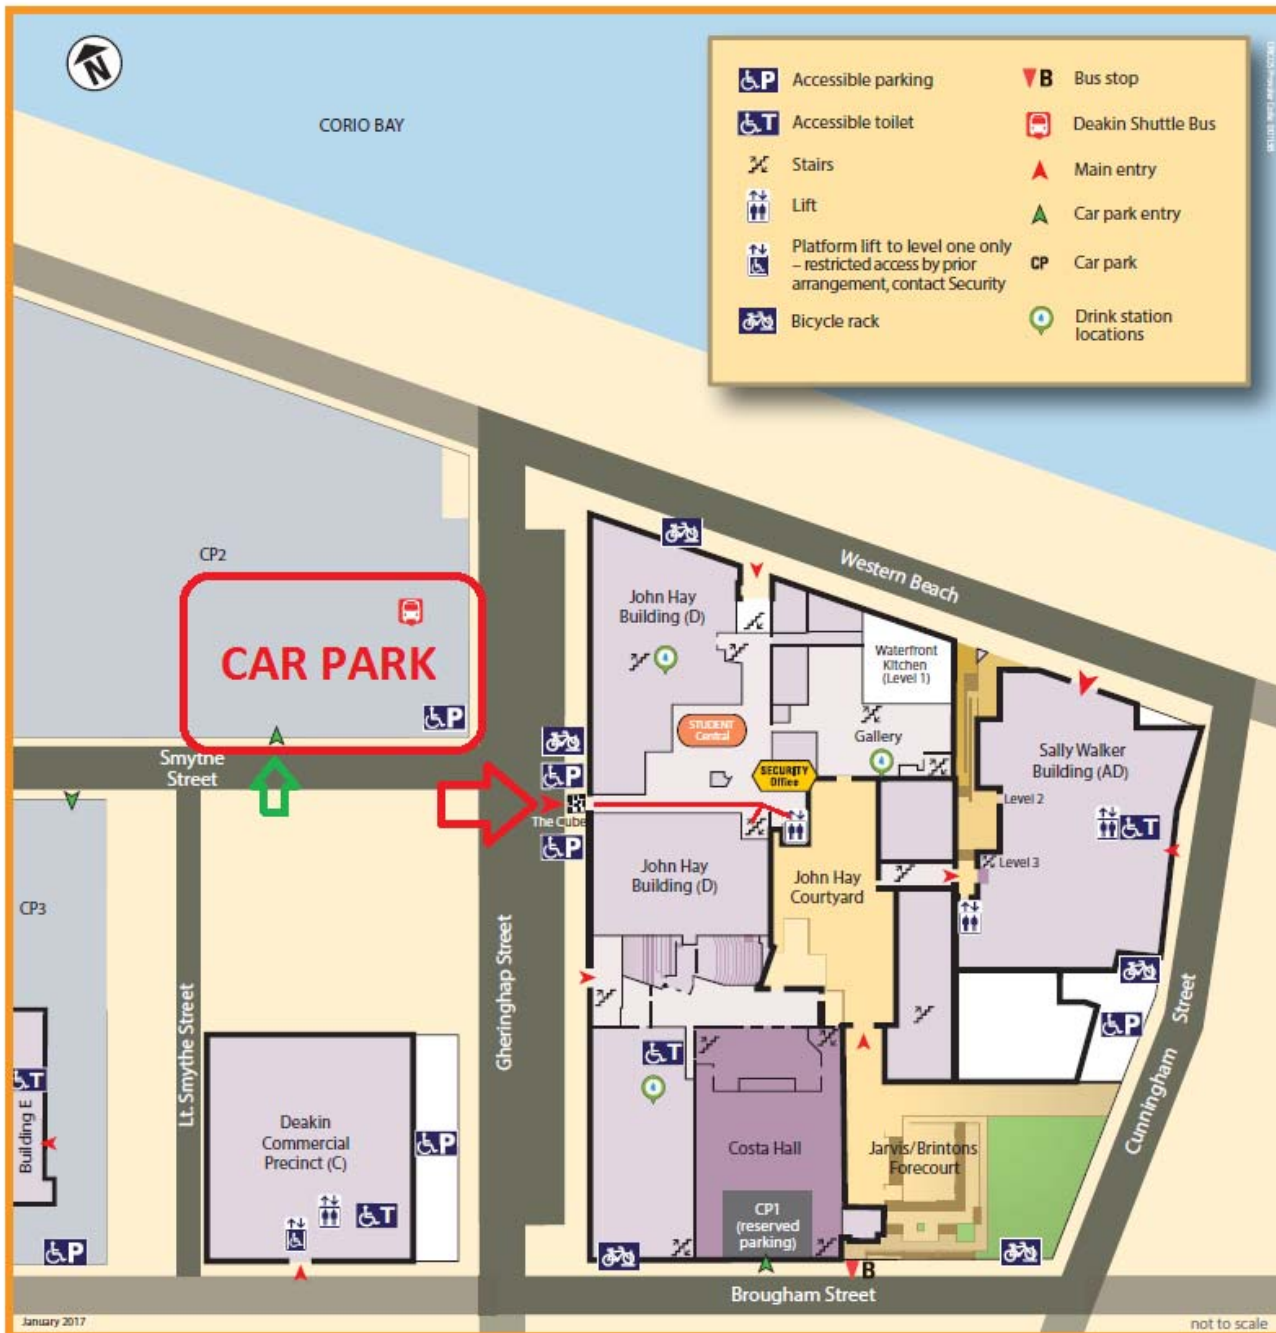 N
CORIO BAY
P Accessible parking
T Accessible toilet
Stairs
Lift
Platform lift to level one only
– restricted access by prior
arrangement, contact Security
Bicycle rack
B Bus stop
Deakin Shuttle Bus
Main entry
Car park entry
CP Car park
Drink station
locations
CP2
CAR PARK
P
Smythe
Street
Western Beach
John Hay
Building (D)
Waterfront
Kitchen
(Level 1)
STUDENT
Central
Gallery
SECURITY
Office
Sally Walker
Building (AD)
Level 2
T
Level 3
P
The Cube
P
John Hay
Building (D)
John Hay
Courtyard
CP3
Gheringhap Street
Lt. Smythe Street
Cunningham Street
P
T
T
Building E
Deakin
Commercial
Precinct (C)
P
T
Costa Hall
Jarvis/Brintons
Forecourt
CP1
(reserved
parking)
P
B
Brougham Street
January 2017
not to scale